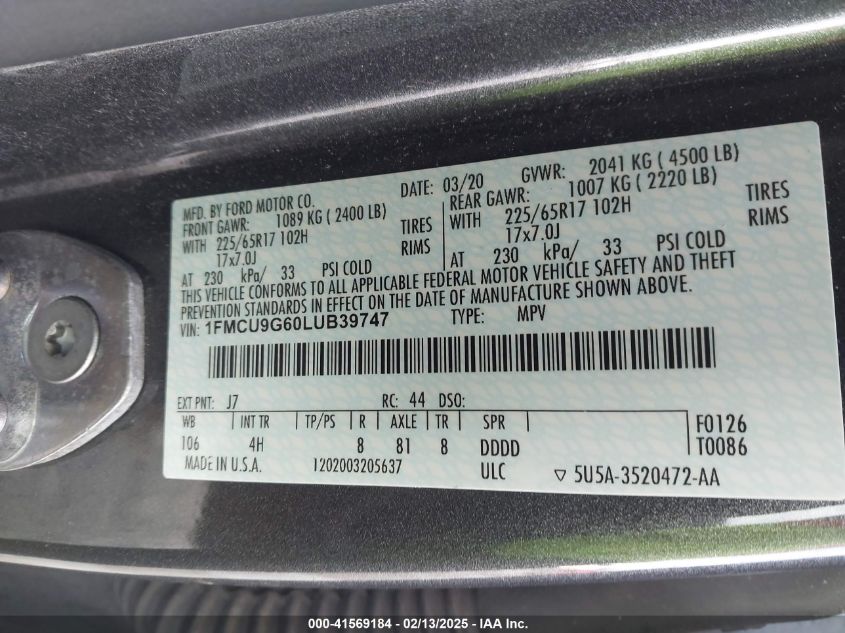 MFD. BY FORD MOTOR CO. DATE: 03/20 GVWR: 2041 KG ( 4500 LB)
FRONT GAWR: 1089 KG ( 2400 LB) REAR GAWR: 1007 KG ( 2220 LB)
WITH 225/65R17 102H TIRES WITH 225/65R17 102H TIRES
17x7.0J RIMS 17x7.0J RIMS
AT 230 kPa/ 33 PSI COLD AT 230 kPa/ 33 PSI COLD
THIS VEHICLE CONFORMS TO ALL APPLICABLE FEDERAL MOTOR VEHICLE SAFETY AND THEFT
PREVENTION STANDARDS IN EFFECT ON THE DATE OF MANUFACTURE SHOWN ABOVE.
VIN: 1FMCU9G60LUB39747 TYPE: MPV
EXT PNT: J7 RC: 44 DSO:
WB INT TR TP/PS R AXLE TR SPR F0126
106 4H 8 81 8 DDDD T0086
MADE IN U.S.A. 1202003205637 ULC ▽ 5U5A-3520472-AA
000-41569184 - 02/13/2025 - IAA Inc.